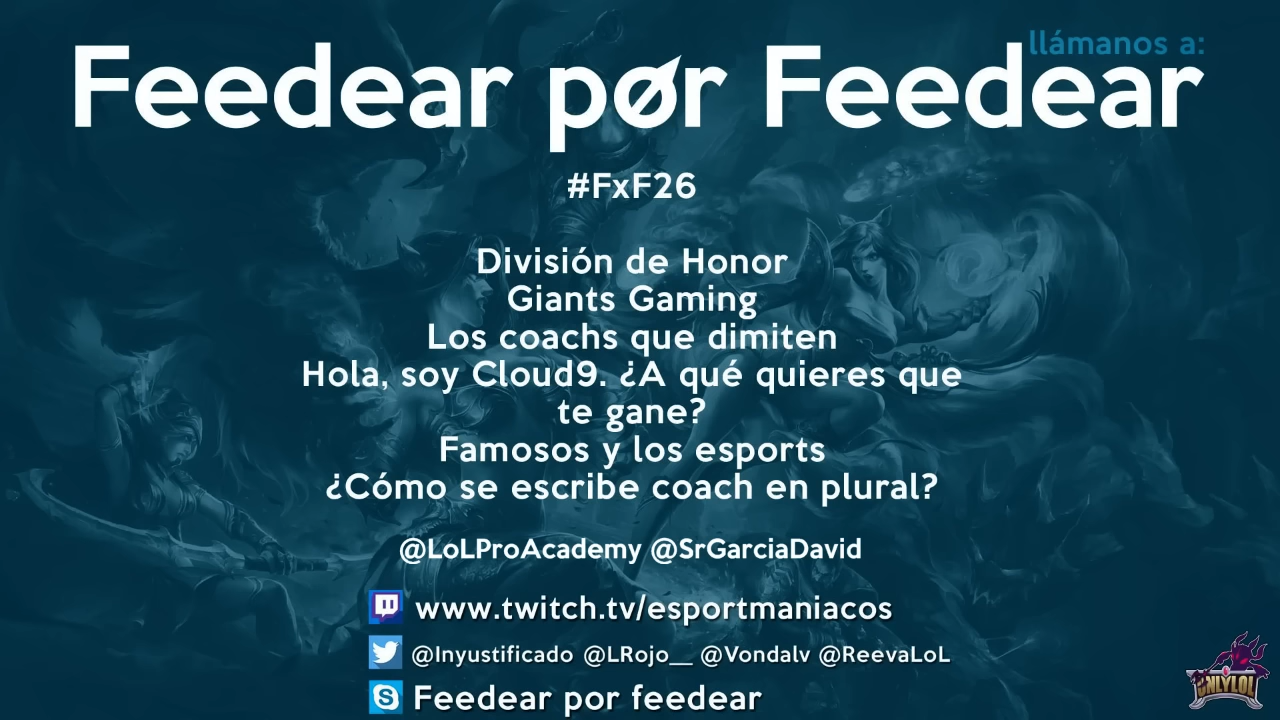 llámanos a:
Feedear pør Feedear
#FxF26
División de Honor
Giants Gaming
Los coachs que dimiten
Hola, soy Cloud9. ¿A qué quieres que
te gane?
Famosos y los esports
¿Cómo se escribe coach en plural?
@LoLProAcademy @SrGarciaDavid
www.twitch.tv/esportmaniacos
@Inyustificado @LRojo__ @Vondalv @ReevaLoL
Feedear por feedear
ONLYLOL